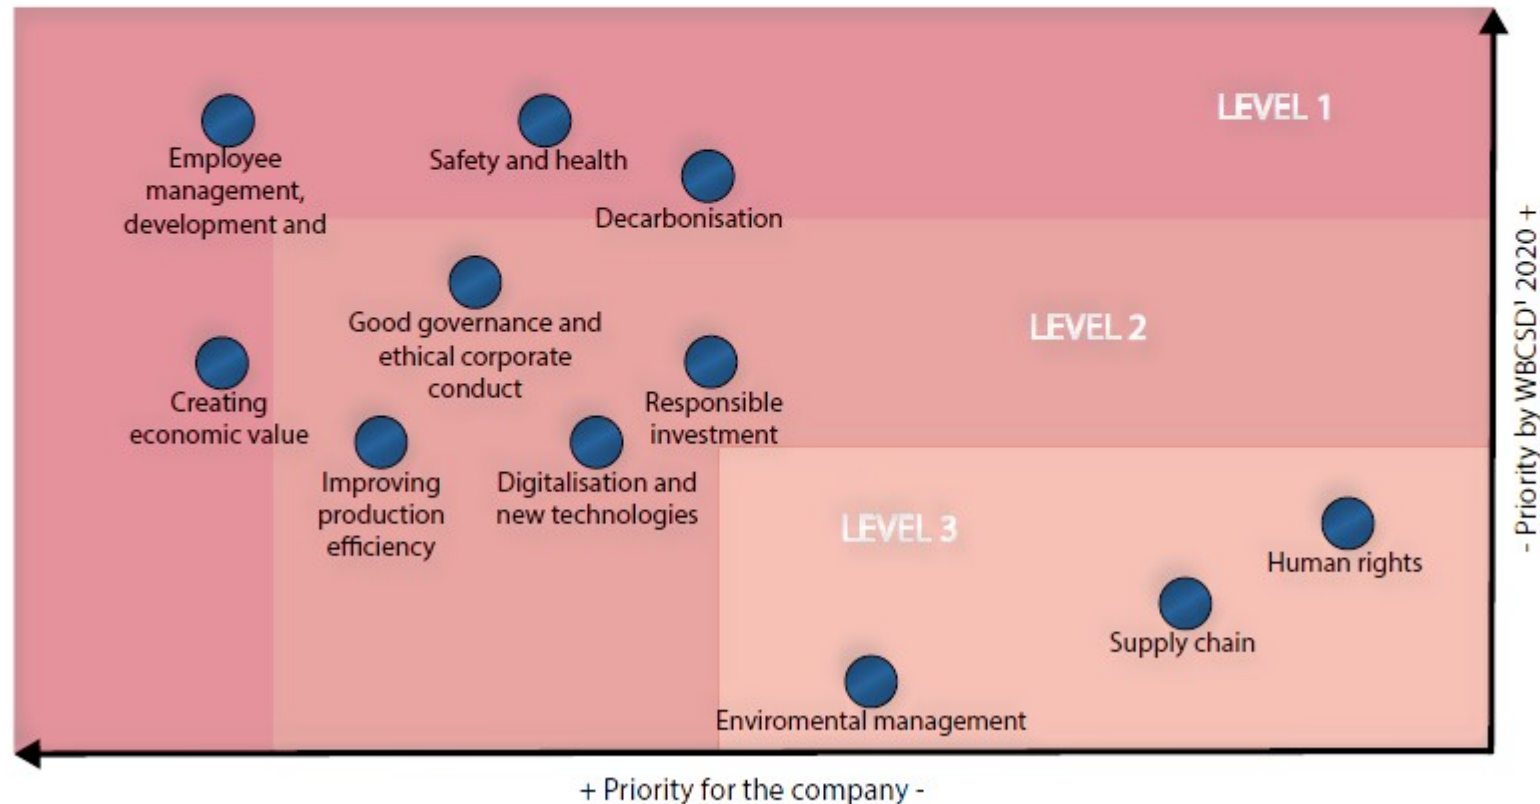 LEVEL 1
Employee
management,
development and
Safety and health
Decarbonisation
Good governance and
ethical corporate
conduct
LEVEL 2
Creating
economic value
Responsible
investment
Improving
production
efficiency
Digitalisation and
new technologies
LEVEL 3
Human rights
Supply chain
Enviromental management
- Priority by WBCSD¹ 2020 +
+ Priority for the company -